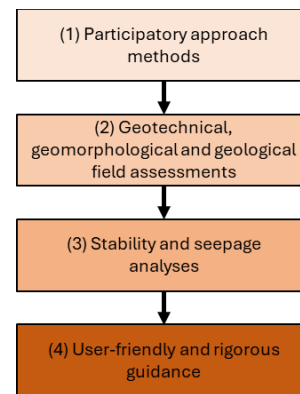 (1) Participatory approach
methods
(2) Geotechnical,
geomorphological and geological
field assessments
(3) Stability and seepage
analyses
(4) User-friendly and rigorous
guidance